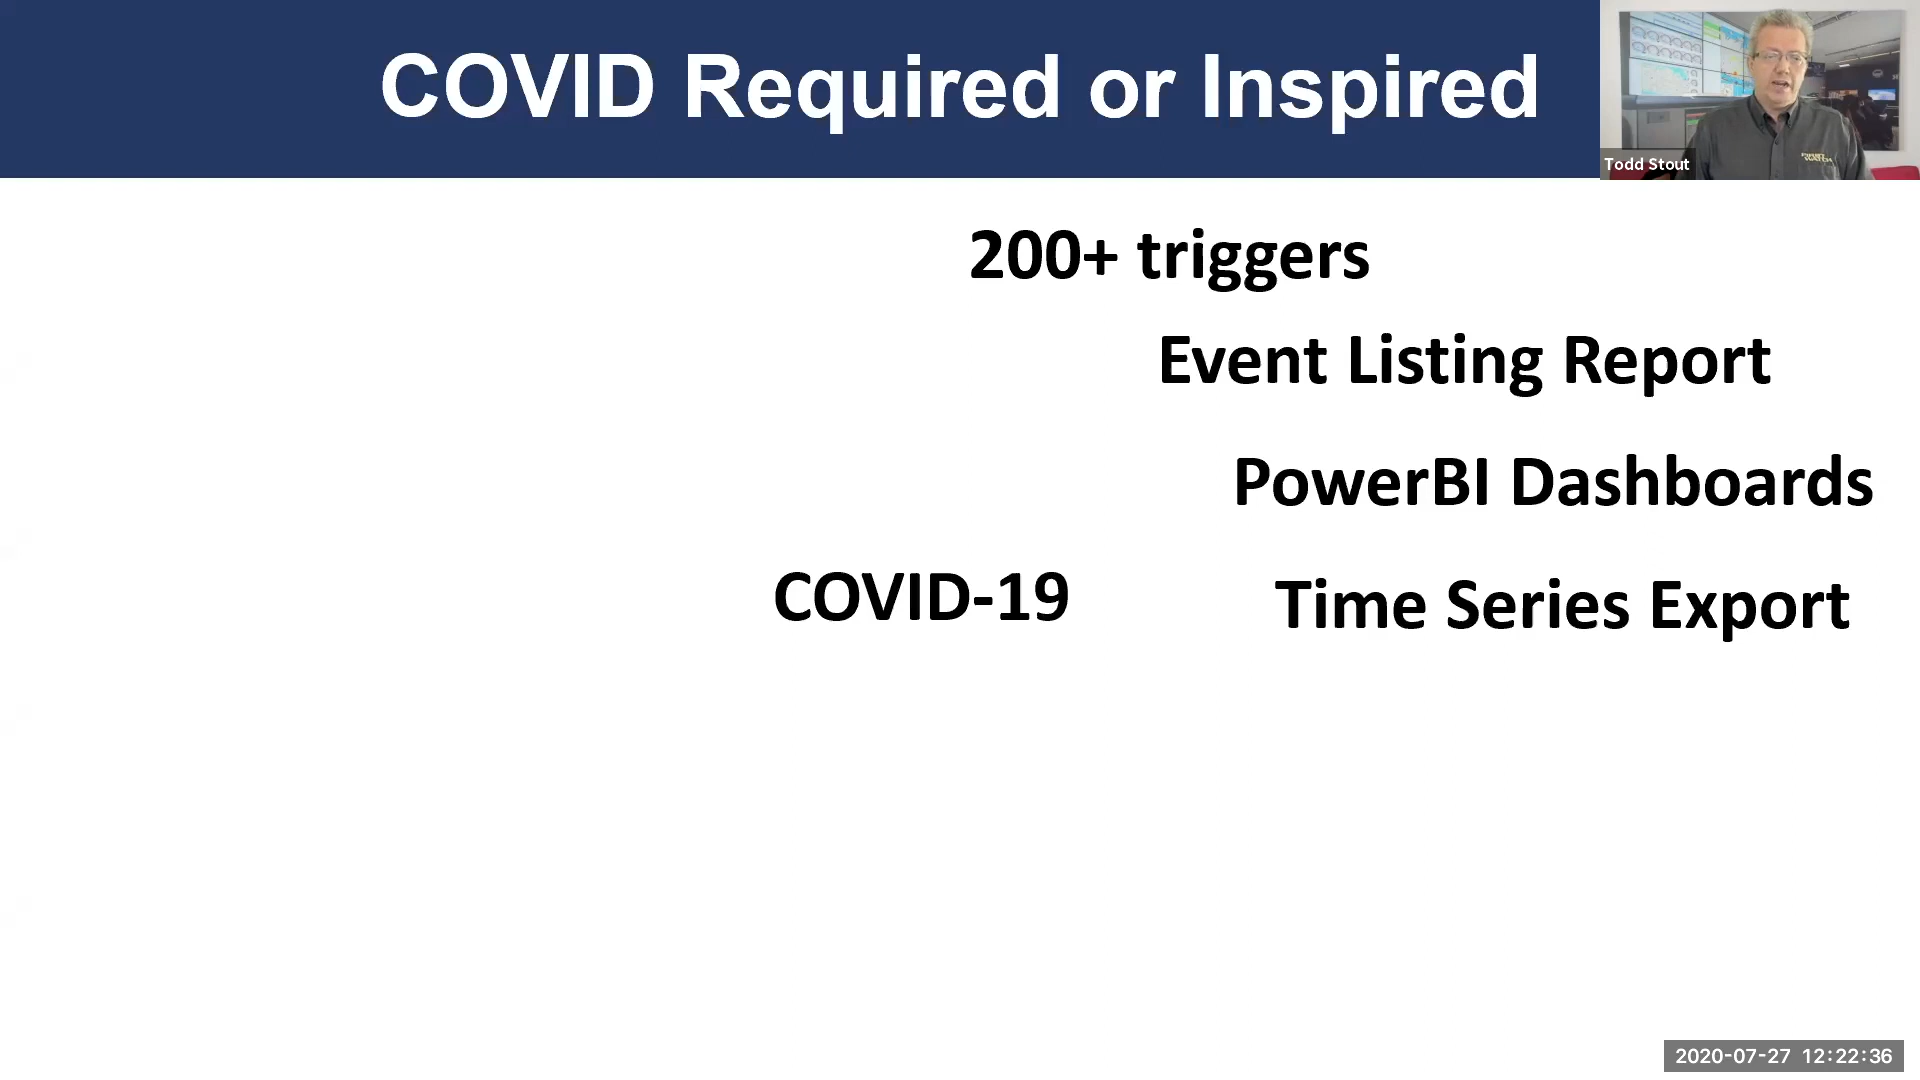 COVID Required or Inspired
Todd Stout
200+ triggers
Event Listing Report
PowerBI Dashboards
COVID-19
Time Series Export
2020-07-27 12:22:36